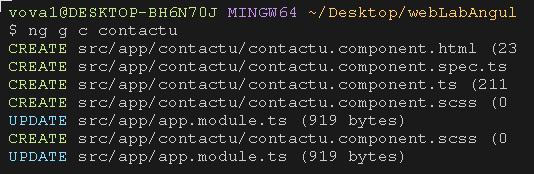 vova1@DESKTOP-BH6N70J MINGW64 ~/Desktop/webLabAngul
$ ng g c contactu
CREATE src/app/contactu/contactu.component.html (23
CREATE src/app/contactu/contactu.component.spec.ts
CREATE src/app/contactu/contactu.component.ts (211
CREATE src/app/contactu/contactu.component.scss (0
UPDATE src/app/app.module.ts (919 bytes)
CREATE src/app/contactu/contactu.component.scss (0
UPDATE src/app/app.module.ts (919 bytes)